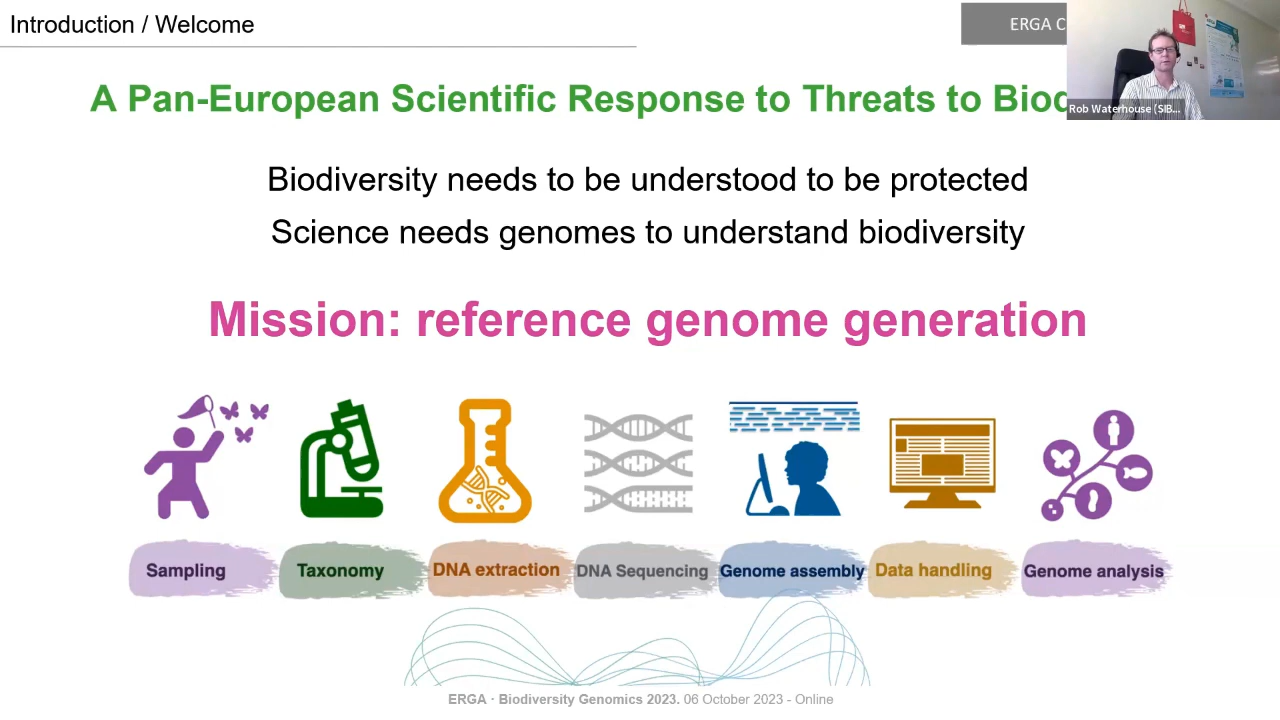 Introduction / Welcome
ERGA C
A Pan-European Scientific Response to Threats to Biod
Rob Waterhouse (SIB...
Biodiversity needs to be understood to be protected
Science needs genomes to understand biodiversity
Mission: reference genome generation
Sampling
Taxonomy
DNA extraction
DNA Sequencing
Genome assembly
Data handling
Genome analysis
ERGA · Biodiversity Genomics 2023. 06 October 2023 - Online